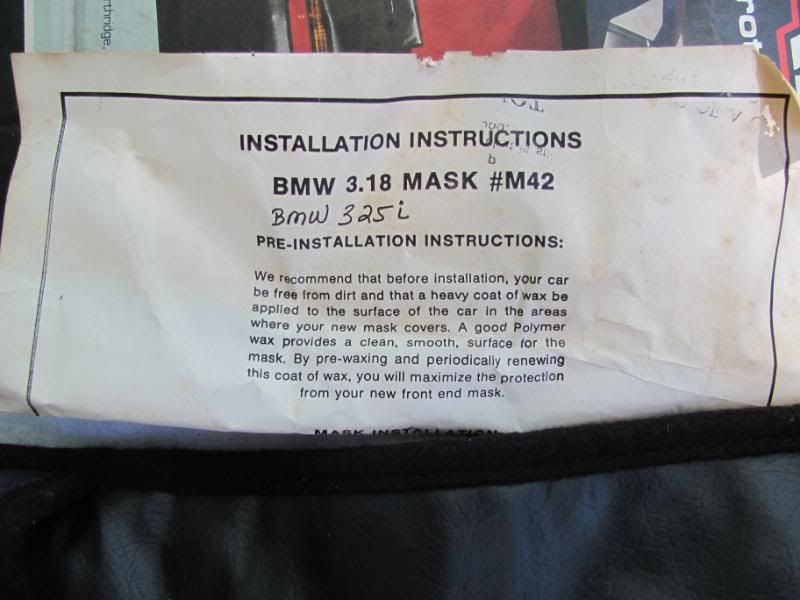 rthridge,
rot
INSTALLATION INSTRUCTIONS
BMW 3.18 MASK #M42
BMW 325i
PRE-INSTALLATION INSTRUCTIONS:
We recommend that before installation, your car
be free from dirt and that a heavy coat of wax be
applied to the surface of the car in the areas
where your new mask covers. A good Polymer
wax provides a clean, smooth, surface for the
mask. By pre-waxing and periodically renewing
this coat of wax, you will maximize the protection
from your new front end mask.
MASK INSTALLATION